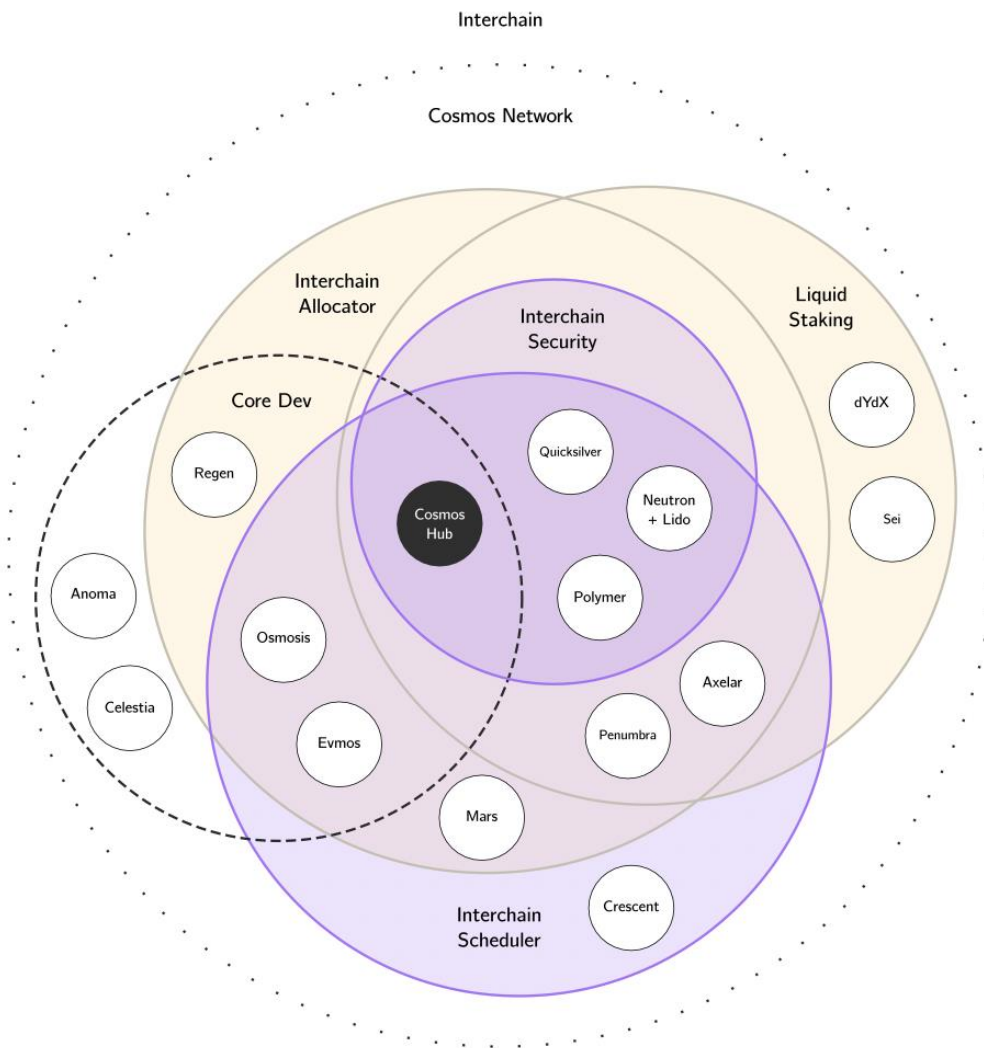 Interchain
Cosmos Network
Interchain
Allocator
Liquid
Staking
Interchain
Security
Core Dev
dYdX
Quicksilver
Regen
Neutron
+ Lido
Cosmos
Hub
Sei
Anoma
Polymer
Osmosis
Axelar
Celestia
Penumbra
Evmos
Mars
Crescent
Interchain
Scheduler